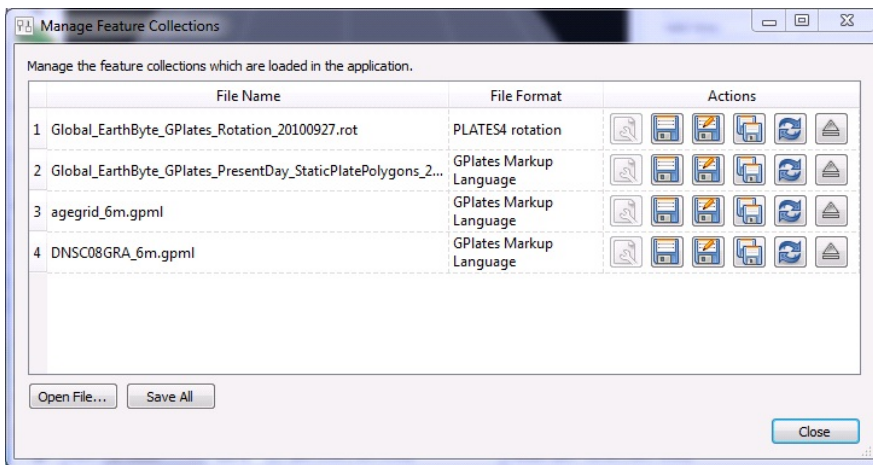 Manage Feature Collections
Manage the feature collections which are loaded in the application.
File Name File Format Actions
1 Global_EarthByte_GPlates_Rotation_20100927.rot PLATES4 rotation
2 Global_EarthByte_GPlates_PresentDay_StaticPlatePolygons_2... GPlates Markup
Language
3 agegrid_6m.gpml GPlates Markup
Language
4 DNSC08GRA_6m.gpml GPlates Markup
Language
Open File... Save All
Close